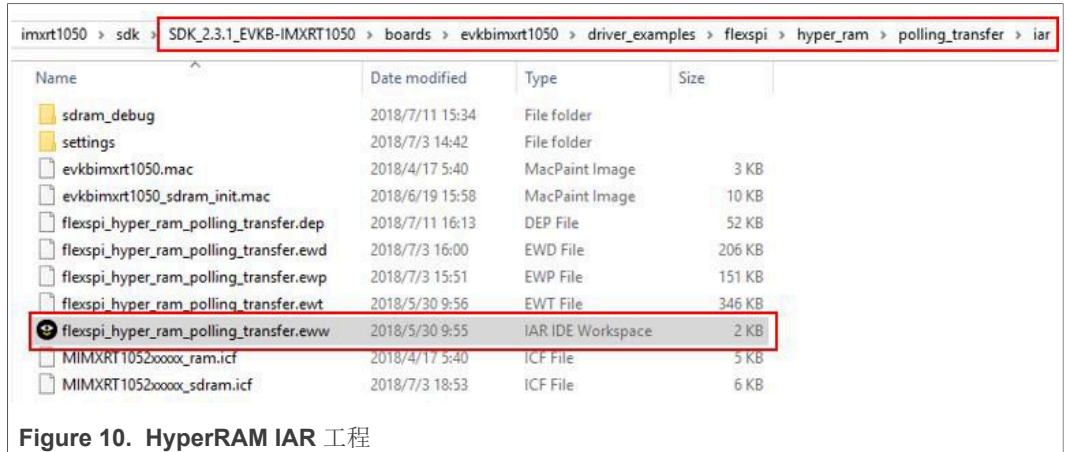 imxrt1050 > sdk > SDK_2.3.1_EVKB-IMXRT1050 > boards > evkbimxrt1050 > driver_examples > flexspi > hyper_ram > polling_transfer > iar
Name Date modified Type Size
sdram_debug 2018/7/11 15:34 File folder
settings 2018/7/3 14:42 File folder
evkbimxrt1050.mac 2018/4/17 5:40 MacPaint Image 3 KB
evkbimxrt1050_sdram_init.mac 2018/6/19 15:58 MacPaint Image 10 KB
flexspi_hyper_ram_polling_transfer.dep 2018/7/11 16:13 DEP File 52 KB
flexspi_hyper_ram_polling_transfer.ewd 2018/7/3 16:00 EWD File 206 KB
flexspi_hyper_ram_polling_transfer.ewp 2018/7/3 15:51 EWP File 151 KB
flexspi_hyper_ram_polling_transfer.ewt 2018/5/30 9:56 EWT File 346 KB
flexspi_hyper_ram_polling_transfer.eww 2018/5/30 9:55 IAR IDE Workspace 2 KB
MIMXRT1052xxxxx_ram.icf 2018/4/17 5:40 ICF File 5 KB
MIMXRT1052xxxxx_sdram.icf 2018/7/3 18:53 ICF File 6 KB
Figure 10. HyperRAM IAR 工程